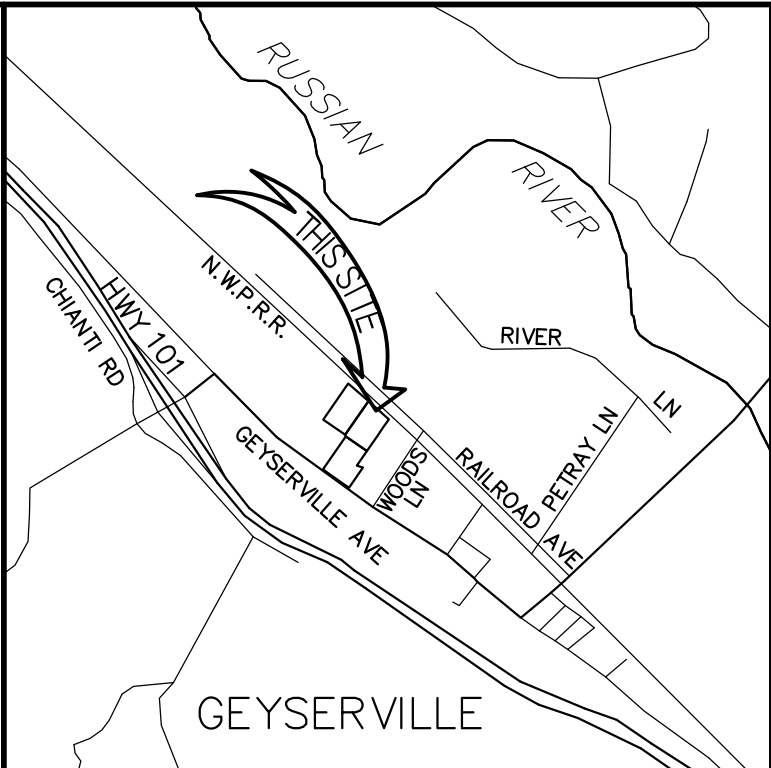 RUSSIAN
RIVER
THIS SITE
N.W.P.R.R.
HWY 101
CHIANTI RD
RIVER
LN
PETRAY LN
RAILROAD AVE
WOODS
LN
GEYSERVILLE AVE
GEYSERVILLE